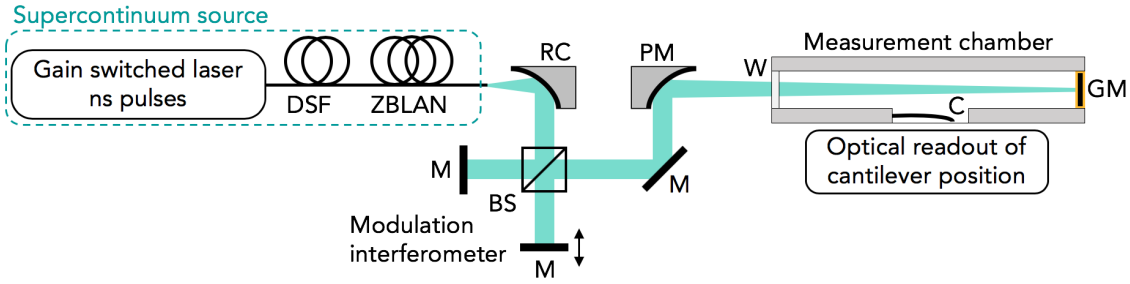 Supercontinuum source
Gain switched laser
ns pulses
DSF
ZBLAN
RC
PM
W
Measurement chamber
C
GM
Optical readout of
cantilever position
M
BS
M
Modulation
interferometer
M